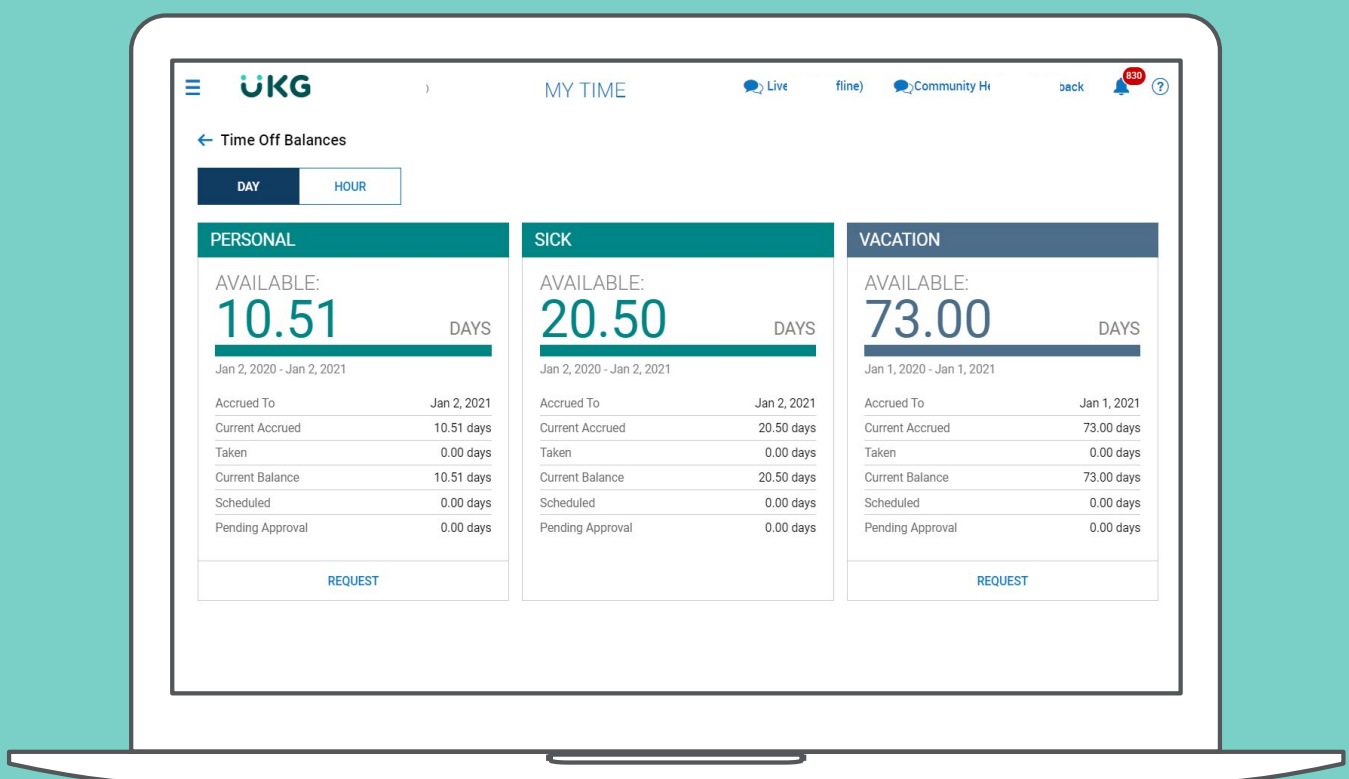 UKG ) MY TIME Live fline) Community He back 830 ?
Time Off Balances
DAY HOUR
PERSONAL
AVAILABLE:
10.51 DAYS
Jan 2, 2020 - Jan 2, 2021
Accrued To Jan 2, 2021
Current Accrued 10.51 days
Taken 0.00 days
Current Balance 10.51 days
Scheduled 0.00 days
Pending Approval 0.00 days
REQUEST
SICK
AVAILABLE:
20.50 DAYS
Jan 2, 2020 - Jan 2, 2021
Accrued To Jan 2, 2021
Current Accrued 20.50 days
Taken 0.00 days
Current Balance 20.50 days
Scheduled 0.00 days
Pending Approval 0.00 days
VACATION
AVAILABLE:
73.00 DAYS
Jan 1, 2020 - Jan 1, 2021
Accrued To Jan 1, 2021
Current Accrued 73.00 days
Taken 0.00 days
Current Balance 73.00 days
Scheduled 0.00 days
Pending Approval 0.00 days
REQUEST